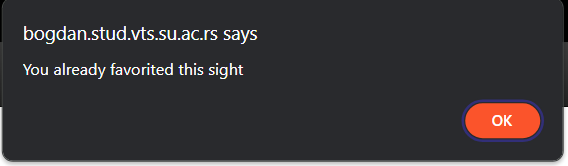 bogdan.stud.vts.su.ac.rs says
You already favorited this sight
OK